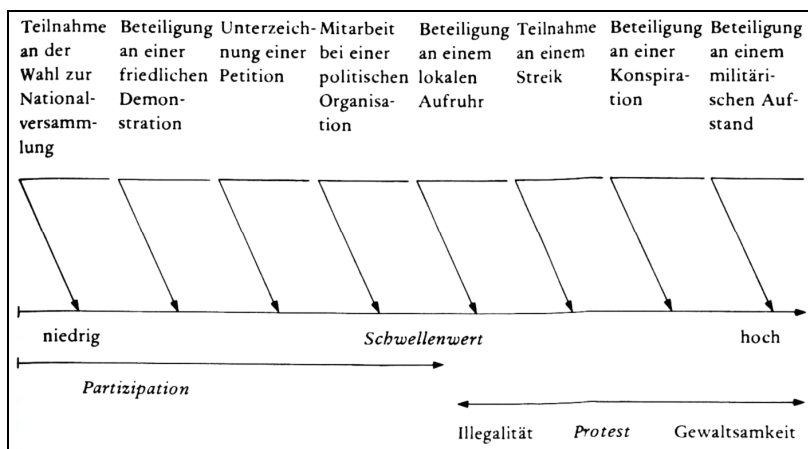 Teilnahme
an der
Wahl zur
National-
versamm-
lung
Beteiligung
an einer
friedlichen
Demon-
stration
Unterzeich-
nung einer
Petition
Mitarbeit
bei einer
politischen
Organisa-
tion
Beteiligung
an einem
lokalen
Aufruhr
Teilnahme
an einem
Streik
Beteiligung
an einer
Konspira-
tion
Beteiligung
an einem
militäri-
schen Auf-
stand
niedrig
Schwellenwert
hoch
Partizipation
Illegalität
Protest
Gewaltsamkeit